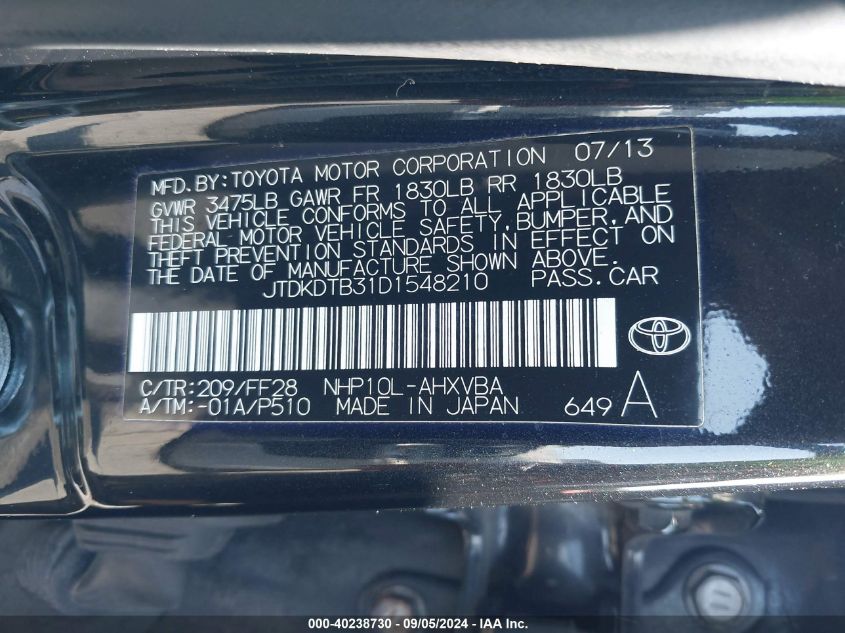 MFD. BY: TOYOTA MOTOR CORPORATION 07/13
GVWR 3475LB GAWR FR 1830LB RR 1830LB
THIS VEHICLE CONFORMS TO ALL APPLICABLE
FEDERAL MOTOR VEHICLE SAFETY, BUMPER, AND
THEFT PREVENTION STANDARDS IN EFFECT ON
THE DATE OF MANUFACTURE SHOWN ABOVE.
JTDKDTB31D1548210 PASS. CAR
C/TR: 209/FF28 NHP10L-AHXVBA
A/TM: -01A/P510 MADE IN JAPAN 649 A
000-40238730 - 09/05/2024 - IAA Inc.